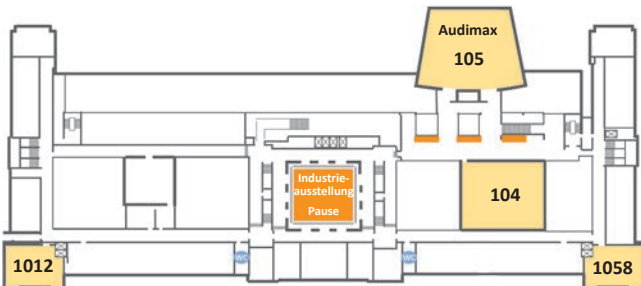 Audimax
105
Industrie-
ausstellung
Pause
104
WC
WC
1012
1058